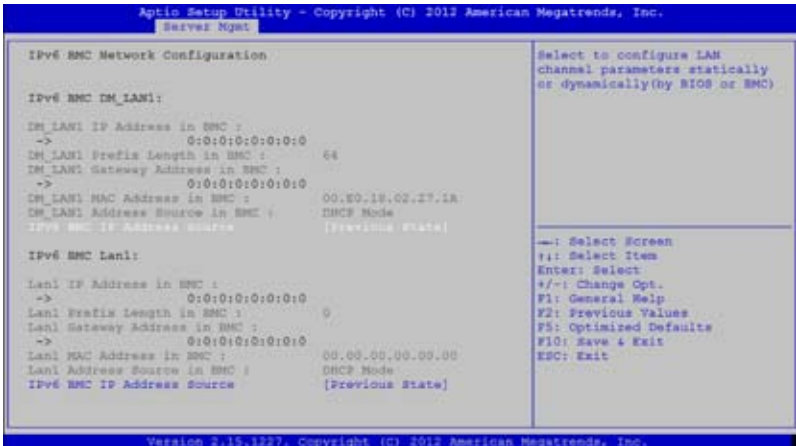 Aptio Setup Utility - Copyright (C) 2012 American Megatrends, Inc.
Server Mgmt
IPv6 BMC Network Configuration
IPv6 BMC DM_LAN1:
DM_LAN1 IP Address in BMC :
-> 0:0:0:0:0:0:0:0
DM_LAN1 Prefix Length in BMC : 64
DM_LAN1 Gateway Address in BMC :
-> 0:0:0:0:0:0:0:0
DM_LAN1 MAC Address in BMC : 00.E0.18.02.27.1A
DM_LAN1 Address Source in BMC : DHCP Mode
IPV6 BMC IP Address Source [Previous State]
IPv6 BMC Lan1:
Lan1 IP Address in BMC :
-> 0:0:0:0:0:0:0:0
Lan1 Prefix Length in BMC : 0
Lan1 Gateway Address in BMC :
-> 0:0:0:0:0:0:0:0
Lan1 MAC Address in BMC : 00.00.00.00.00.00
Lan1 Address Source in BMC : DHCP Mode
IPv6 BMC IP Address Source [Previous State]
Select to configure LAN
channel parameters statically
or dynamically(by BIOS or BMC)
→←: Select Screen
↑↓: Select Item
Enter: Select
+/-: Change Opt.
F1: General Help
F2: Previous Values
F5: Optimized Defaults
F10: Save & Exit
ESC: Exit
Version 2.15.1227. Copyright (C) 2012 American Megatrends, Inc.